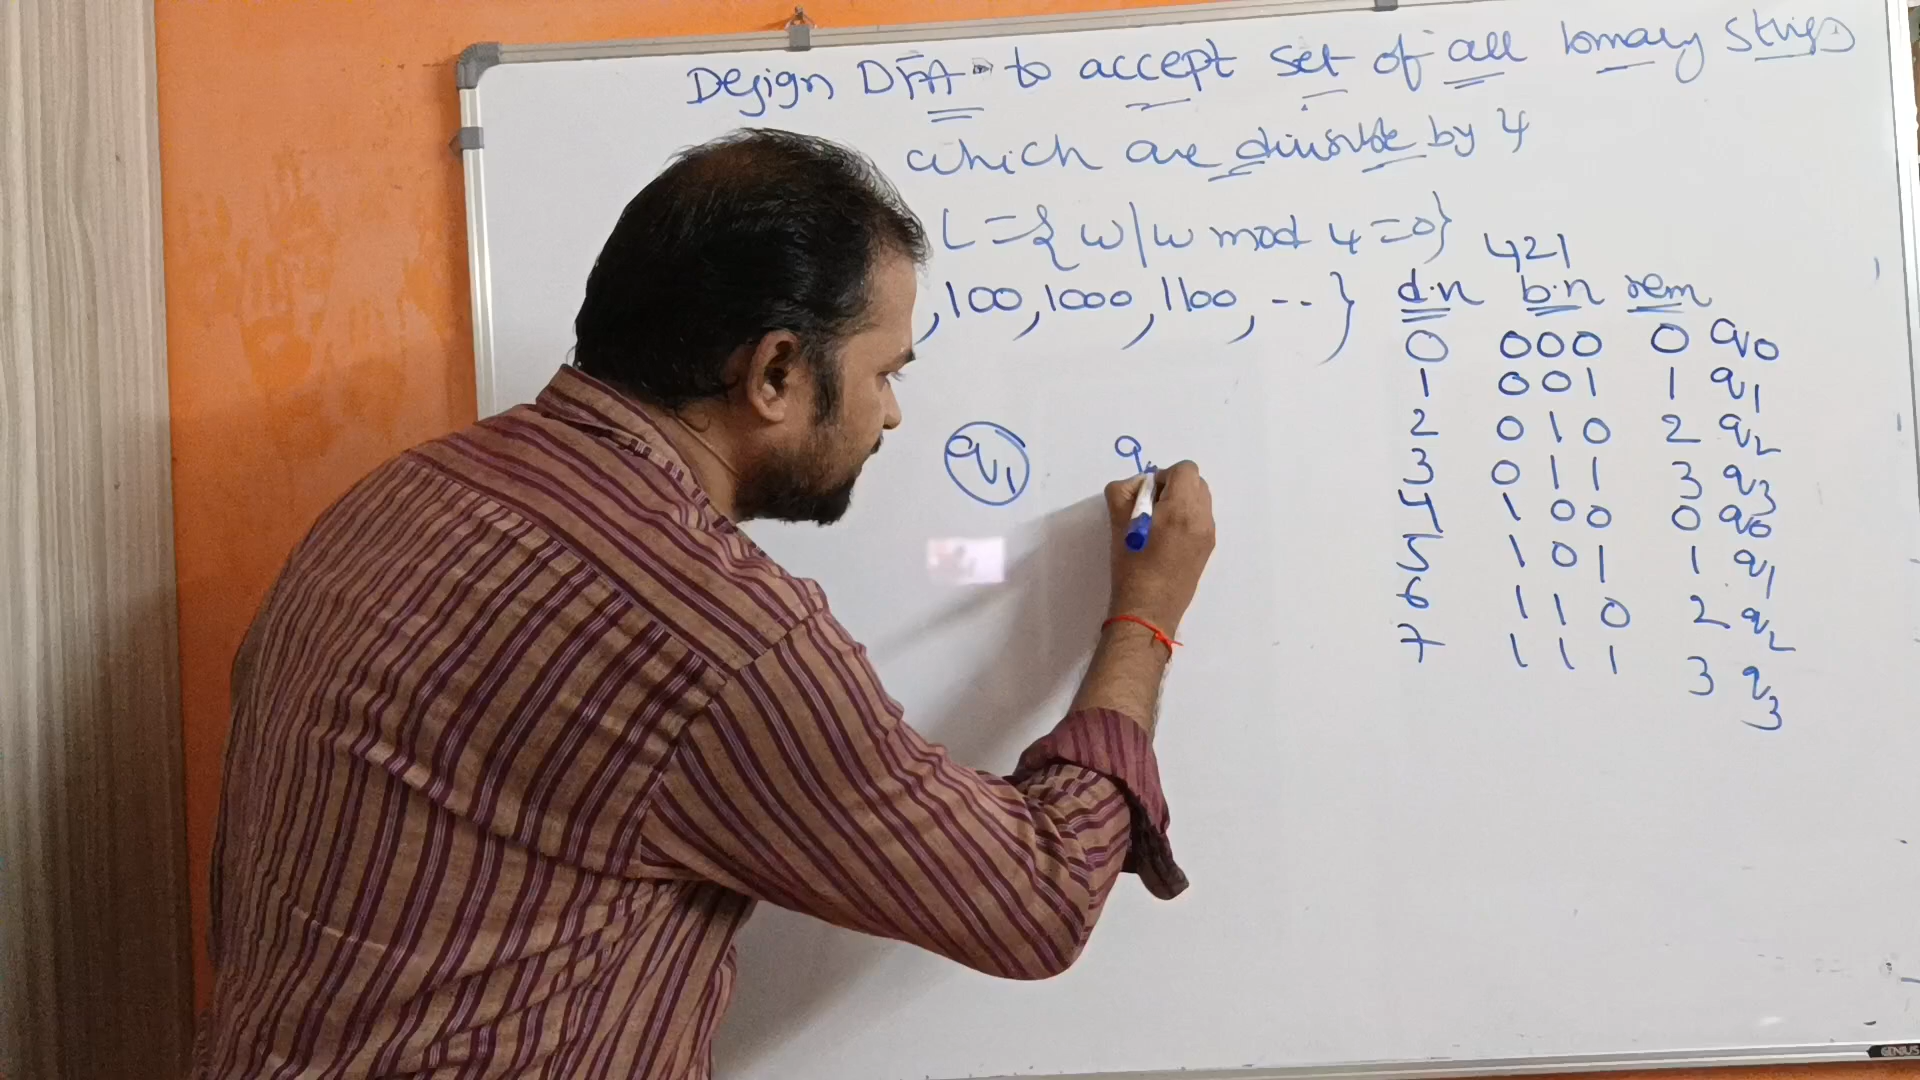 Design DFA to accept set of all binary strings
which are divisible by 4
L = { w | w mod 4 = 0}
, 100, 1000, 1100, -- }
421
d.n b.n rem
0 000 0 q0
1 001 1 q1
2 010 2 q2
3 011 3 q3
4 100 0 q0
5 101 1 q1
6 110 2 q2
7 111 3 q3
q1 q
GENIUS